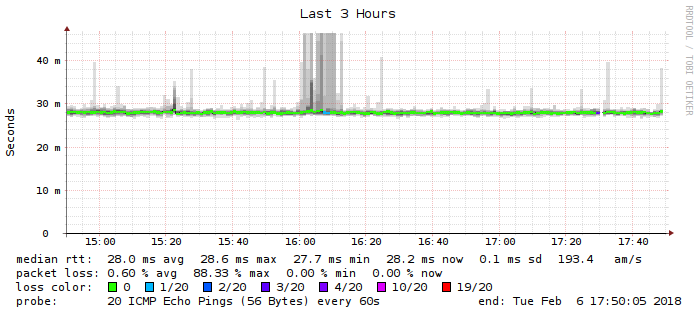 Last 3 Hours
RRDTOOL / TOBI OETIKER
Seconds
40 m
30 m
20 m
10 m
0
15:00 15:20 15:40 16:00 16:20 16:40 17:00 17:20 17:40
median rtt: 28.0 ms avg 28.6 ms max 27.7 ms min 28.2 ms now 0.1 ms sd 193.4 am/s
packet loss: 0.60 % avg 88.33 % max 0.00 % min 0.00 % now
loss color: 0 1/20 2/20 3/20 4/20 10/20 19/20
probe: 20 ICMP Echo Pings (56 Bytes) every 60s end: Tue Feb 6 17:50:05 2018